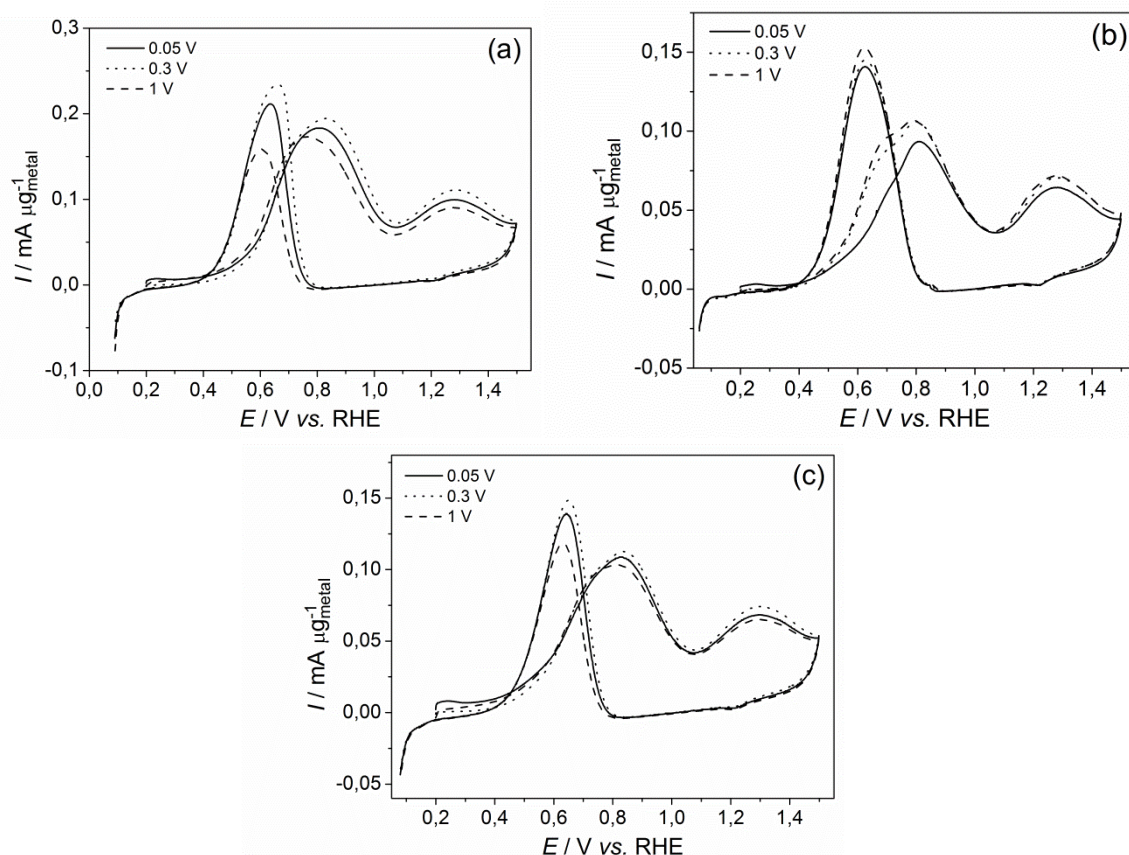 (a)
0.05 V
0.3 V
1 V
0,3
0,2
0,1
0,0
-0,1
I / mA µg⁻¹metal
0,0 0,2 0,4 0,6 0,8 1,0 1,2 1,4
E / V vs. RHE
(b)
0.05 V
0.3 V
1 V
0,15
0,10
0,05
0,00
-0,05
I / mA µg⁻¹metal
0,2 0,4 0,6 0,8 1,0 1,2 1,4
E / V vs. RHE
(c)
0.05 V
0.3 V
1 V
0,15
0,10
0,05
0,00
-0,05
I / mA µg⁻¹metal
0,2 0,4 0,6 0,8 1,0 1,2 1,4
E / V vs. RHE